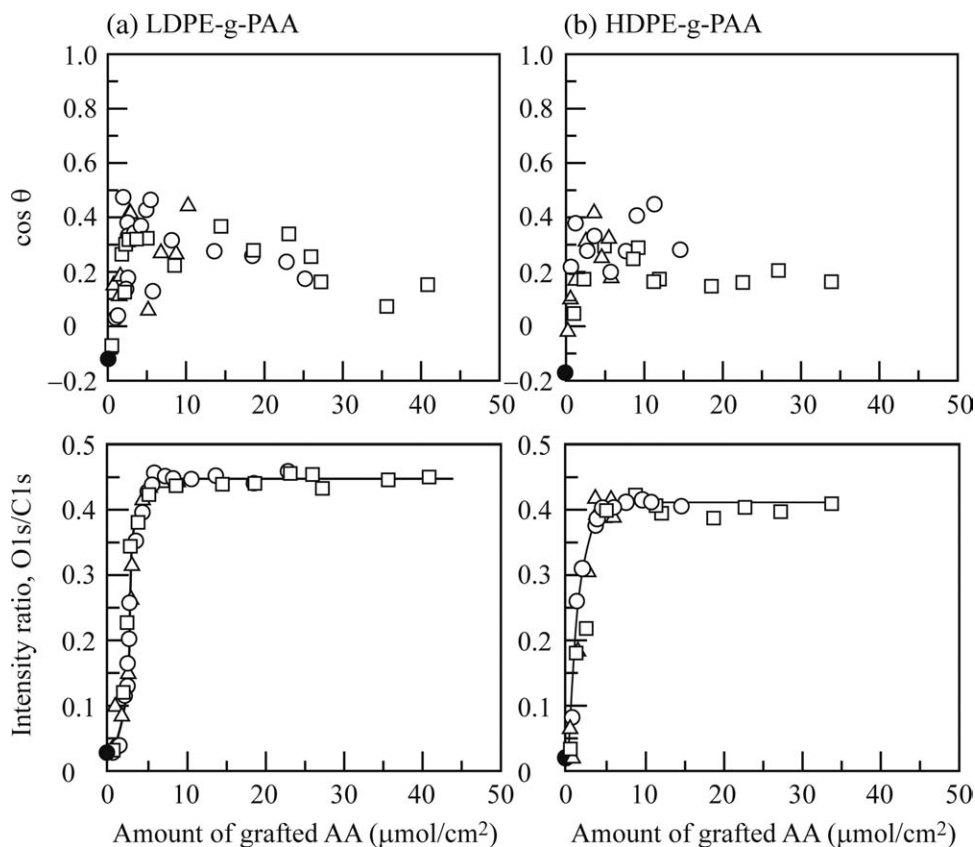 (a) LDPE-g-PAA
(b) HDPE-g-PAA
cos θ
1.0
0.8
0.6
0.4
0.2
0
−0.2
0 10 20 30 40 50
1.0
0.8
0.6
0.4
0.2
0
−0.2
0 10 20 30 40 50
Intensity ratio, O1s/C1s
0.5
0.4
0.3
0.2
0.1
0
0 10 20 30 40 50
Amount of grafted AA (μmol/cm²)
0.5
0.4
0.3
0.2
0.1
0
0 10 20 30 40 50
Amount of grafted AA (μmol/cm²)